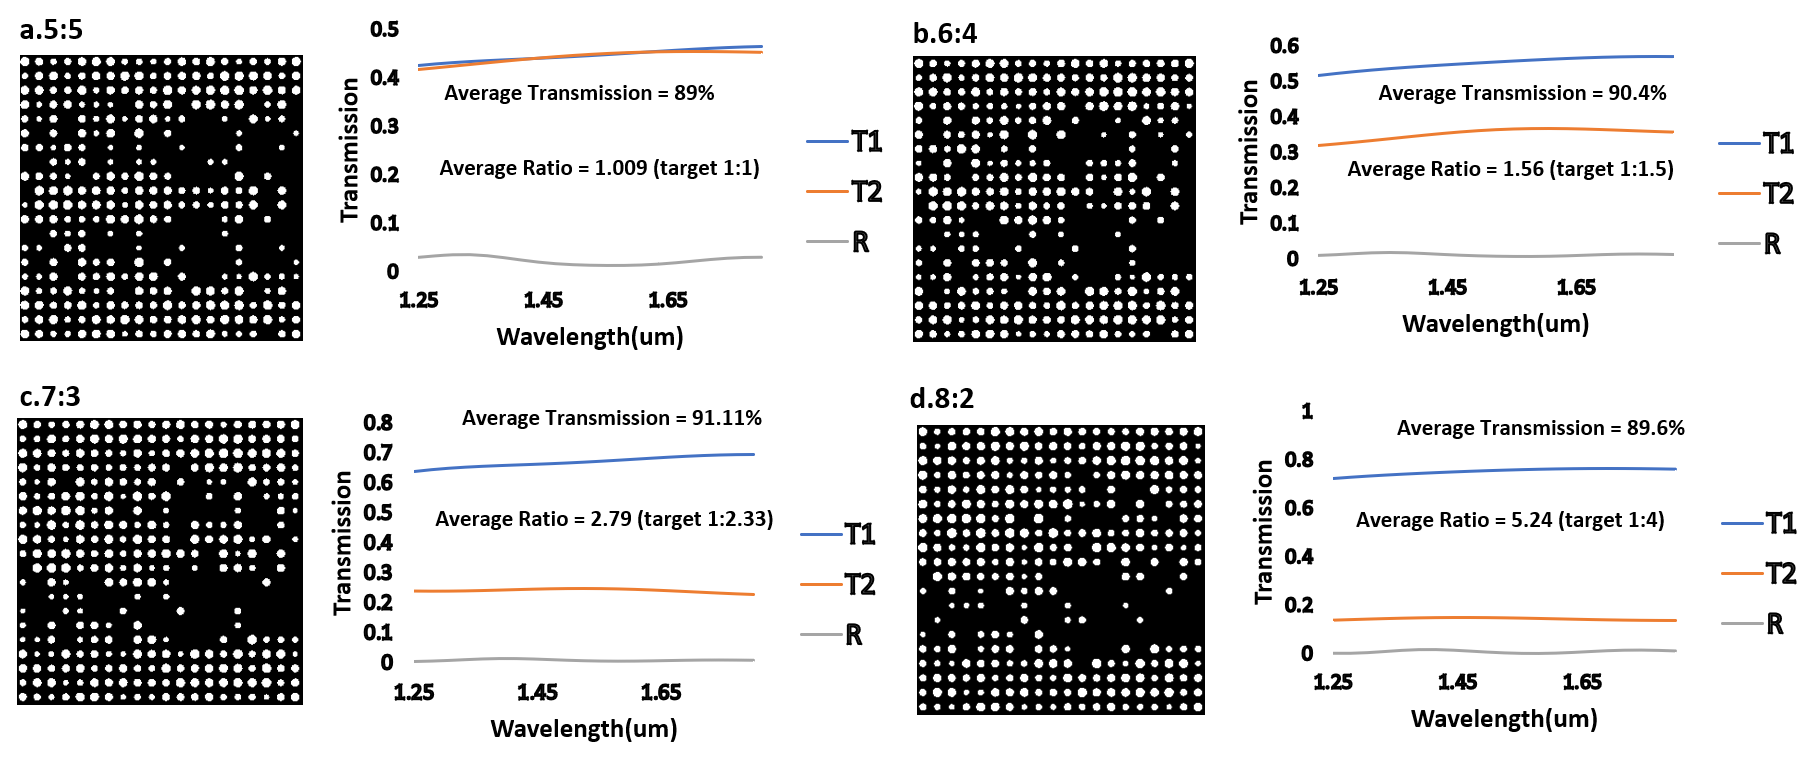 a.5:5
0.5
0.4
0.3
0.2
0.1
0
Transmission
Average Transmission = 89%
Average Ratio = 1.009 (target 1:1)
1.25 1.45 1.65
Wavelength(um)
T1
T2
R
b.6:4
0.6
0.5
0.4
0.3
0.2
0.1
0
Transmission
Average Transmission = 90.4%
Average Ratio = 1.56 (target 1:1.5)
1.25 1.45 1.65
Wavelength(um)
T1
T2
R
c.7:3
0.8
0.7
0.6
0.5
0.4
0.3
0.2
0.1
0
Transmission
Average Transmission = 91.11%
Average Ratio = 2.79 (target 1:2.33)
1.25 1.45 1.65
Wavelength(um)
T1
T2
R
d.8:2
1
0.8
0.6
0.4
0.2
0
Transmission
Average Transmission = 89.6%
Average Ratio = 5.24 (target 1:4)
1.25 1.45 1.65
Wavelength(um)
T1
T2
R